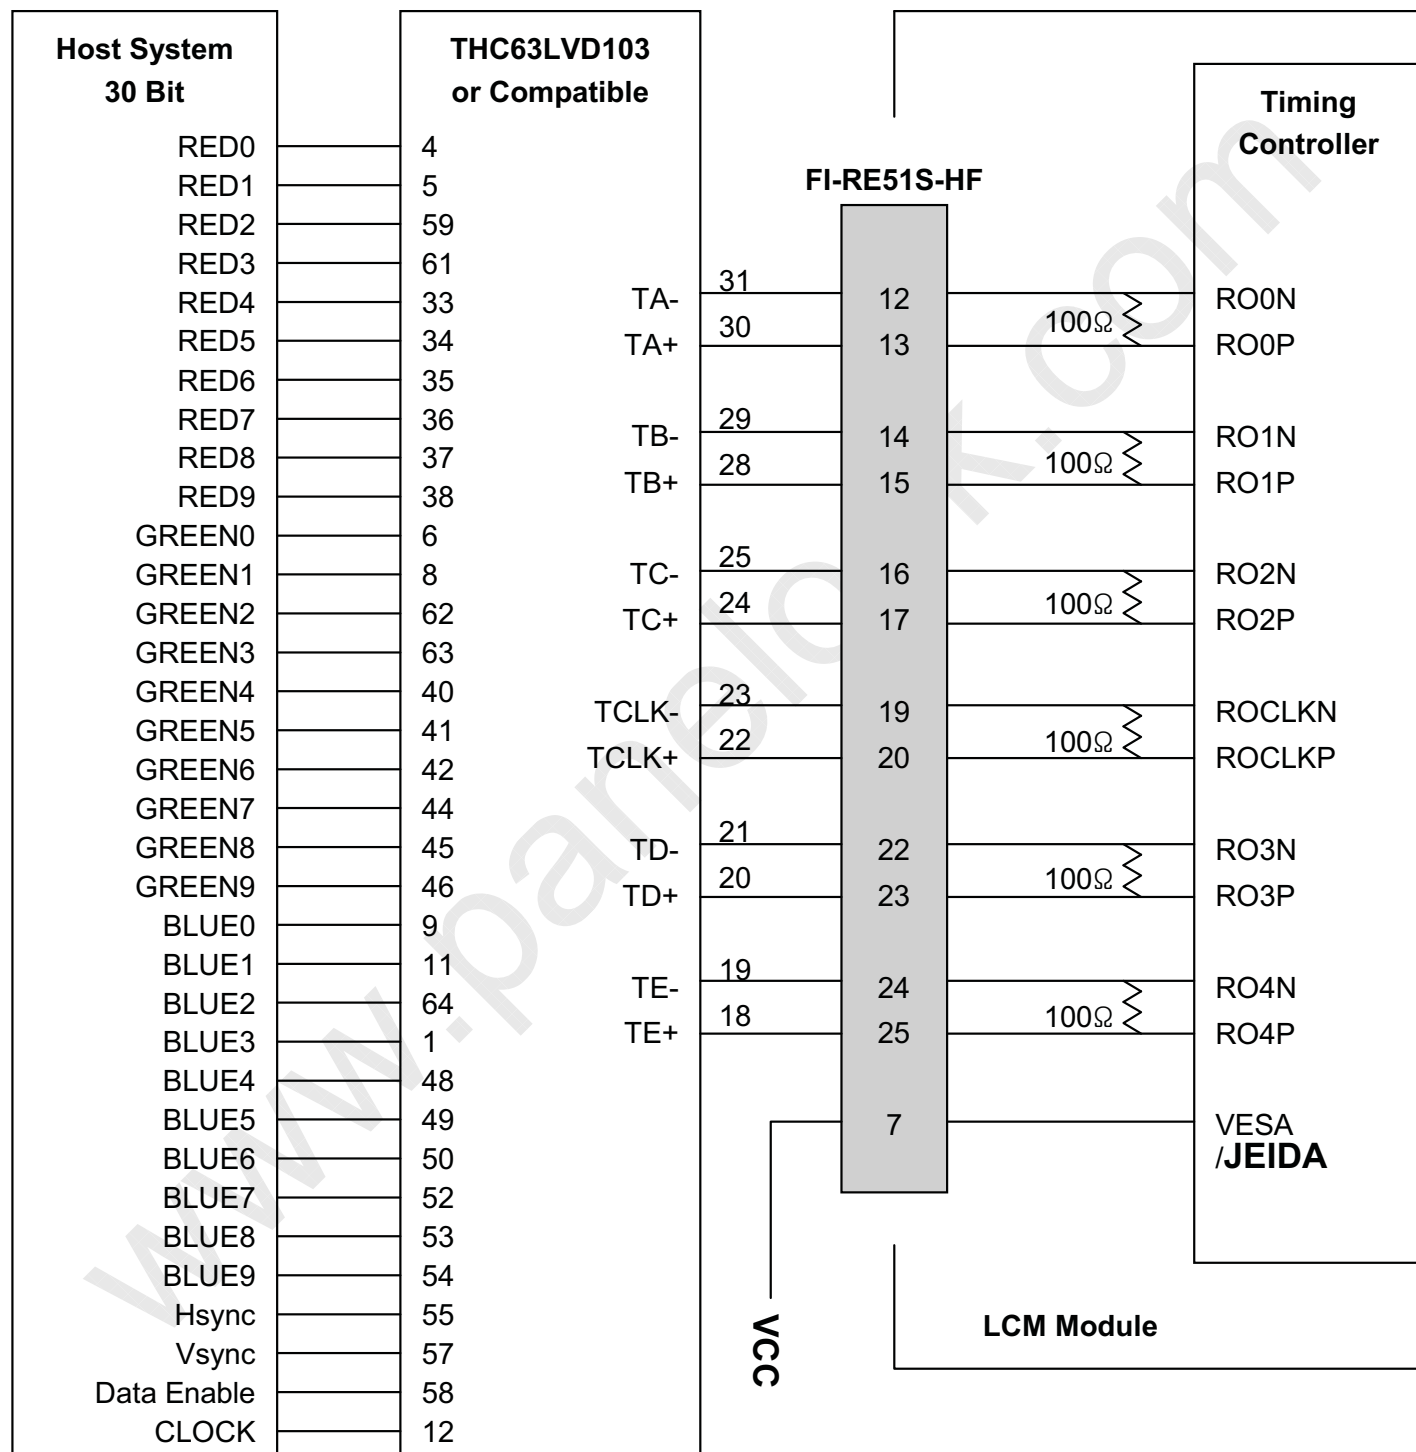 Host System
30 Bit
RED0
RED1
RED2
RED3
RED4
RED5
RED6
RED7
RED8
RED9
GREEN0
GREEN1
GREEN2
GREEN3
GREEN4
GREEN5
GREEN6
GREEN7
GREEN8
GREEN9
BLUE0
BLUE1
BLUE2
BLUE3
BLUE4
BLUE5
BLUE6
BLUE7
BLUE8
BLUE9
Hsync
Vsync
Data Enable
CLOCK
THC63LVD103
or Compatible
4
5
59
61
33
34
35
36
37
38
6
8
62
63
40
41
42
44
45
46
9
11
64
1
48
49
50
52
53
54
55
57
58
12
TA- 31
TA+ 30
TB- 29
TB+ 28
TC- 25
TC+ 24
TCLK- 23
TCLK+ 22
TD- 21
TD+ 20
TE- 19
TE+ 18
VCC
FI-RE51S-HF
12
13
14
15
16
17
19
20
22
23
24
25
7
100Ω
100Ω
100Ω
100Ω
100Ω
100Ω
Timing
Controller
RO0N
RO0P
RO1N
RO1P
RO2N
RO2P
ROCLKN
ROCLKP
RO3N
RO3P
RO4N
RO4P
VESA
/JEIDA
LCM Module